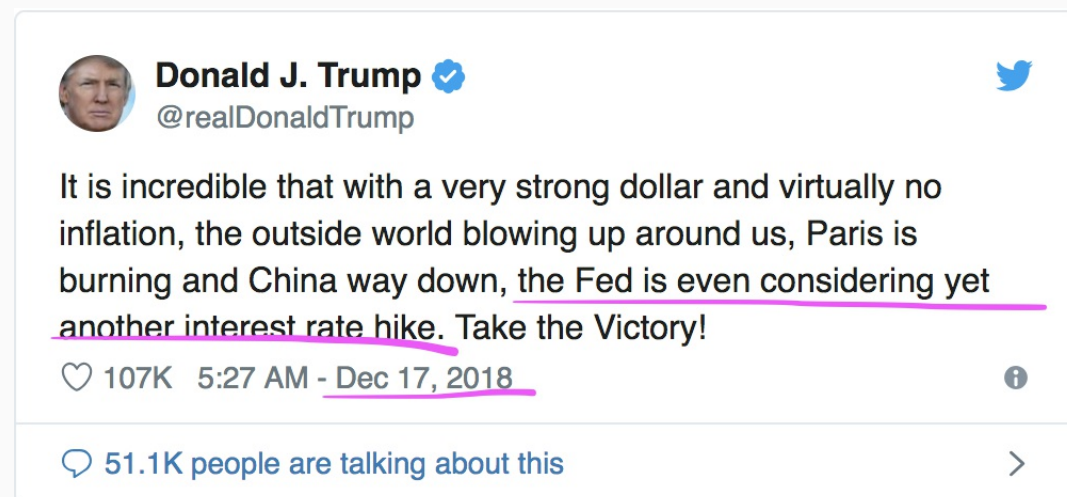 Donald J. Trump
@realDonaldTrump
It is incredible that with a very strong dollar and virtually no
inflation, the outside world blowing up around us, Paris is
burning and China way down, the Fed is even considering yet
another interest rate hike. Take the Victory!
107K 5:27 AM - Dec 17, 2018
51.1K people are talking about this